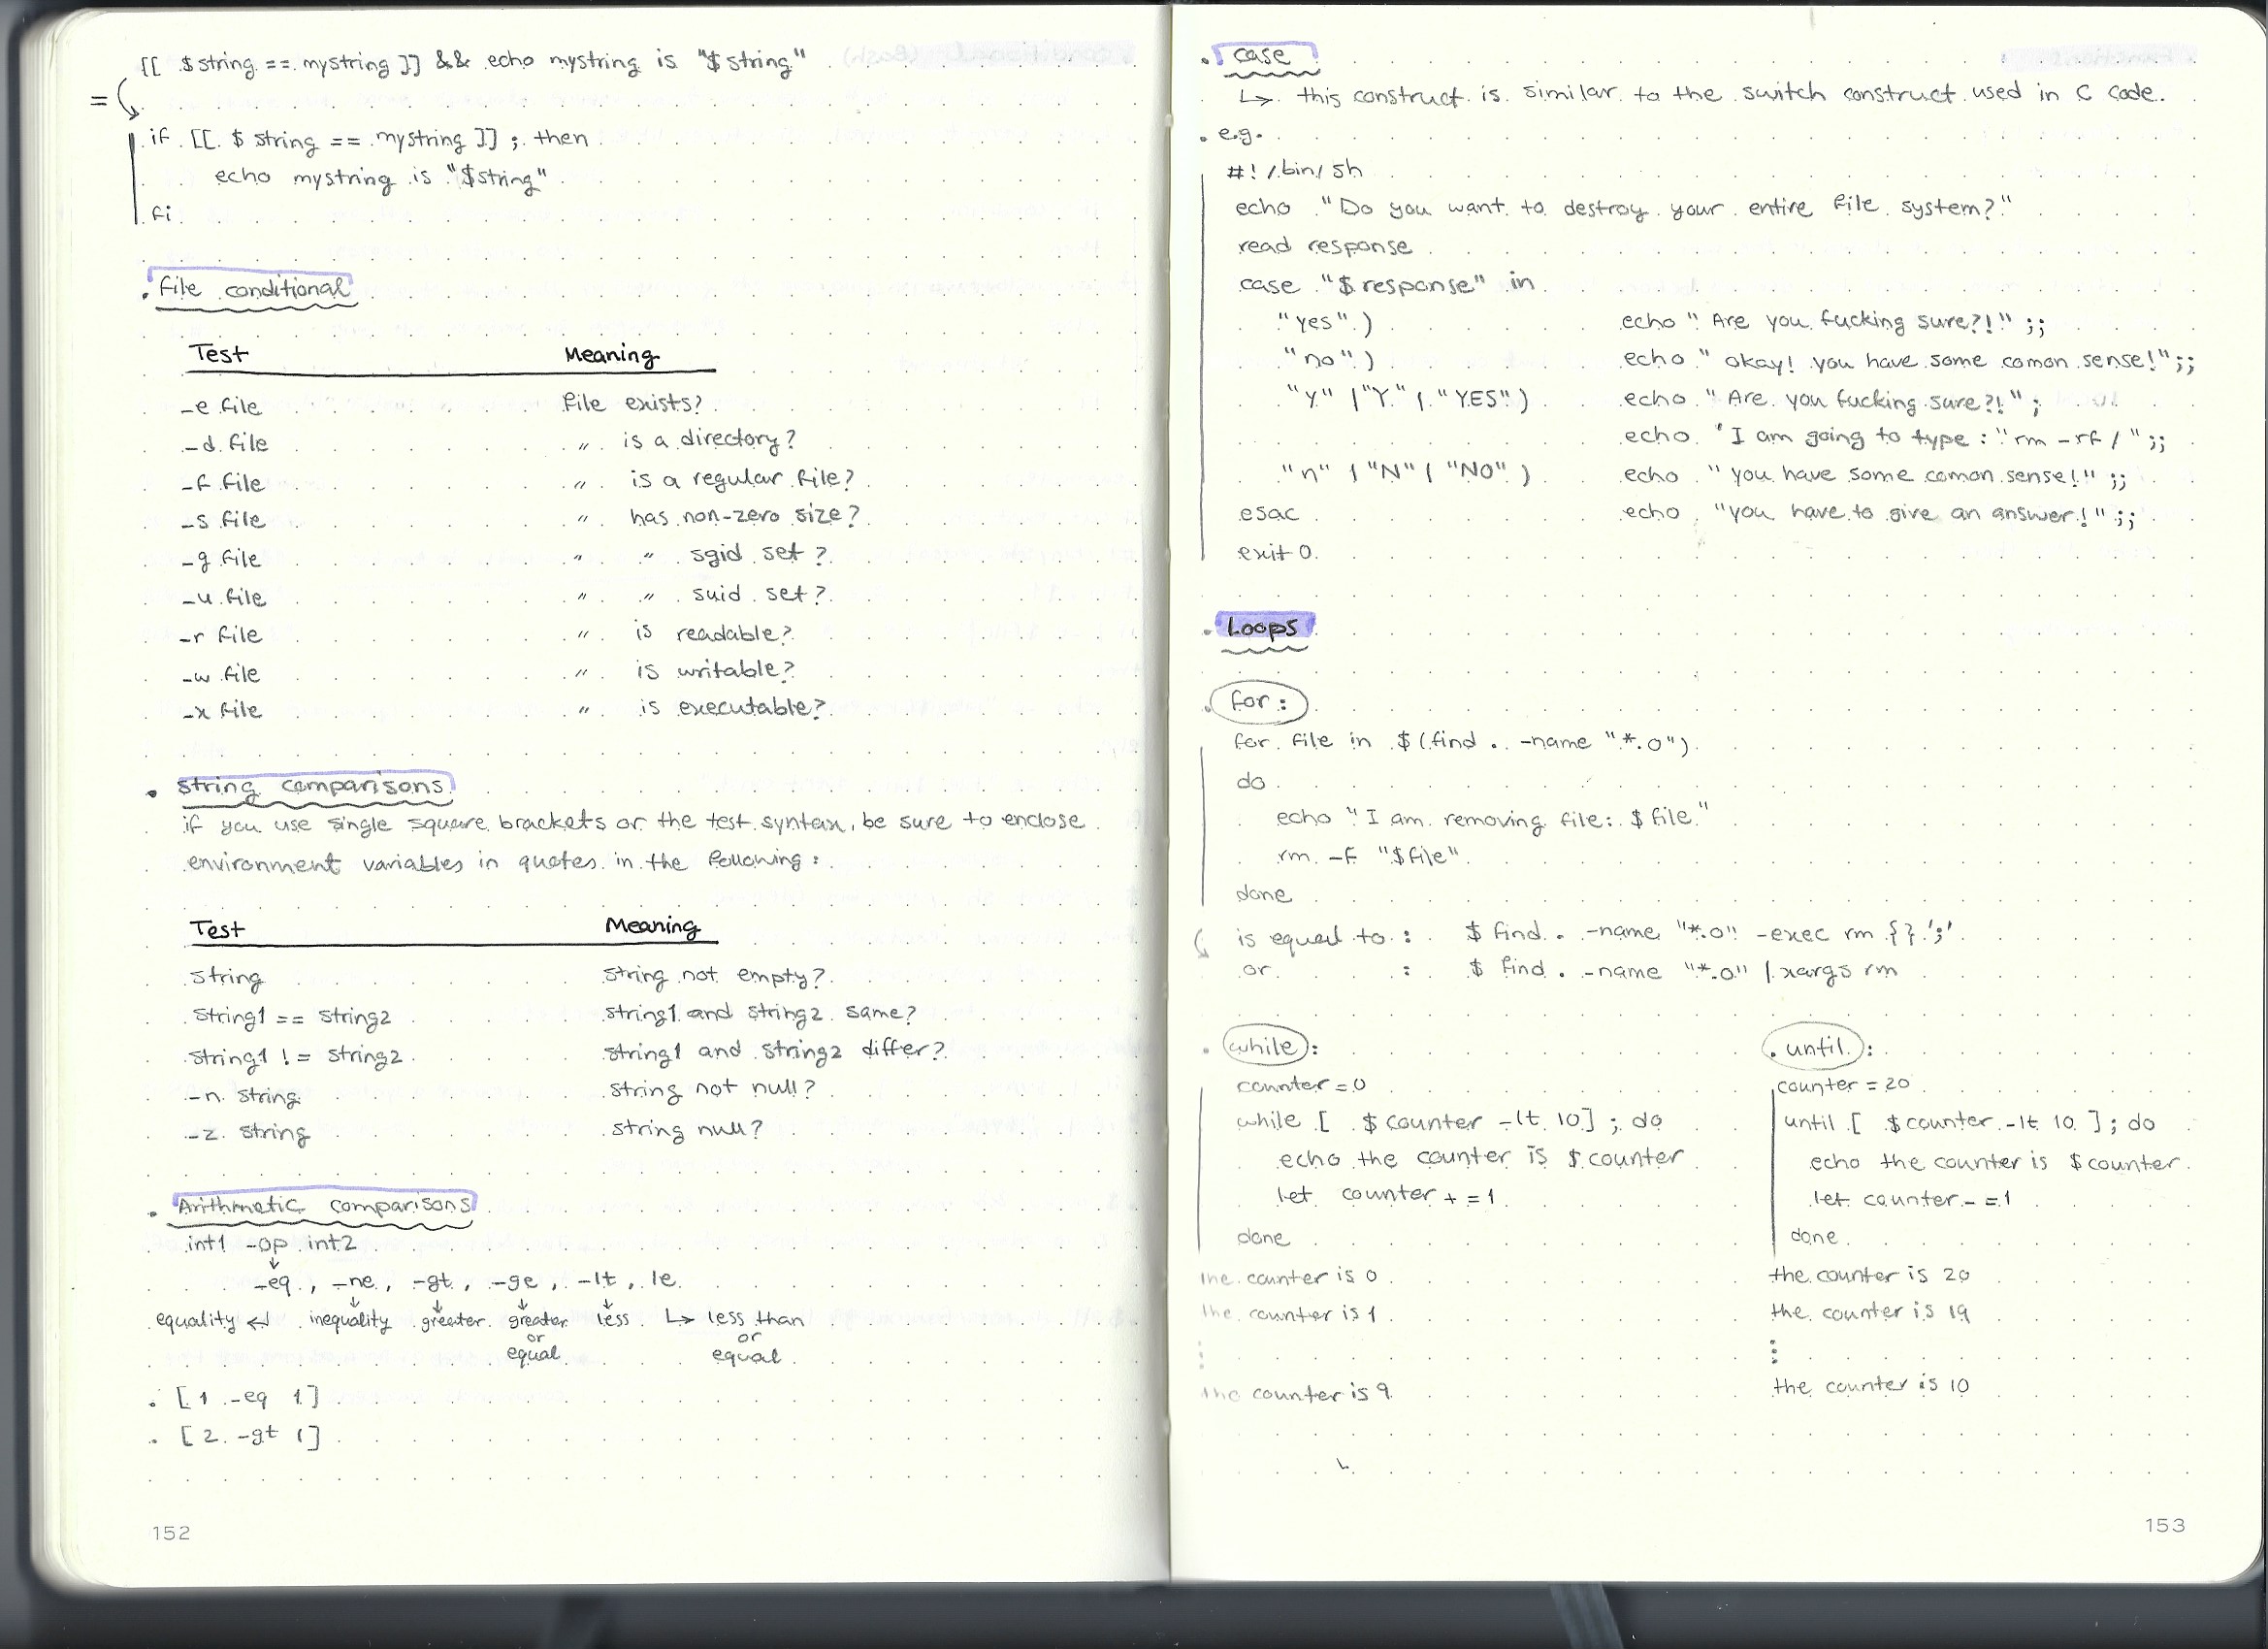 [[ $string == mystring ]] && echo mystring is "$string"
=
if [[ $string == mystring ]] ; then
echo mystring is "$string"
fi
. file conditional
Test Meaning
-e file file exists?
-d file " is a directory?
-f file " is a regular file?
-s file " has non-zero size?
-g file " " sgid set?
-u file " " suid set?
-r file " is readable?
-w file " is writable?
-x file " is executable?
. string comparisons
if you use single square brackets or the test syntax, be sure to enclose
environment variables in quotes in the following:
Test Meaning
string string not empty?
string1 == string2 string1 and string2 same?
string1 != string2 string1 and string2 differ?
-n string string not null?
-z string string null?
. Arithmetic comparisons
int1 -op int2
-eq, -ne, -gt, -ge, -lt, le
equality ↵ inequality greater greater less ↳ less than
or or
equal equal
. [ 1 -eq 1]
. [ 2 -gt 1]
152
. case
↳ this construct is similar to the switch construct used in C code.
. e.g.
#!/bin/sh
echo "Do you want to destroy your entire file system?"
read response
case "$response" in
"yes") echo "Are you fucking sure?!" ;;
"no") echo "okay! you have some comon sense!";;
"y" | "Y" | "YES") echo "Are you fucking sure?!" ;
echo 'I am going to type : "rm -rf / " ;;
"n" | "N" | "NO" ) echo "you have some comon sense!" ;;
esac echo "you have to give an answer!" ;;
exit 0
. Loops
. for :
for file in $(find . -name "*.o")
do
echo "I am removing file: $file"
rm -f "$file"
done
is equal to : $ find . -name "*.o" -exec rm {} ';'
or : $ find . -name "*.o" | xargs rm
. while :
counter=0
while [ $counter -lt 10] ; do
echo the counter is $counter
let counter +=1
done
the counter is 0
the counter is 1
⋮
the counter is 9
. until :
counter = 20
until [ $counter -lt 10 ] ; do
echo the counter is $counter
let counter -=1
done
the counter is 20
the counter is 19
⋮
the counter is 10
153